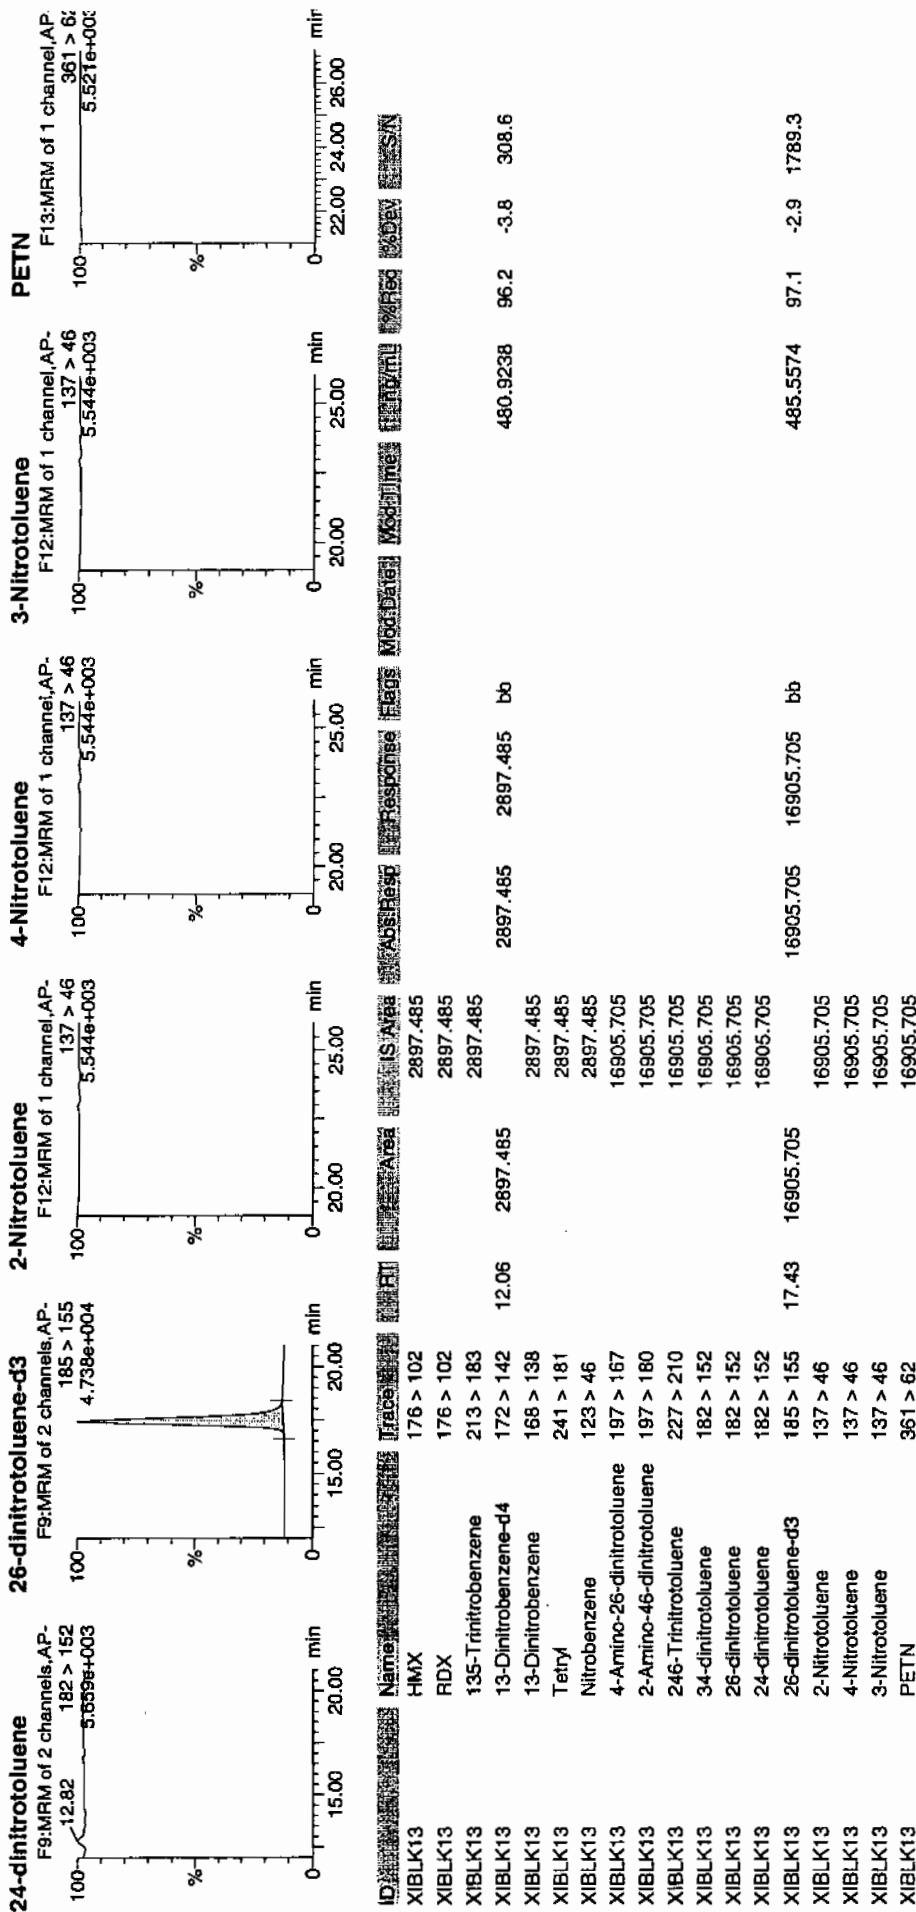 24-dinitrotoluene
F9:MRM of 2 channels,AP-
182 > 152
5.659e+003
12.82
100
%
0
15.00 20.00 min
26-dinitrotoluene-d3
F9:MRM of 2 channels,AP-
185 > 155
4.738e+004
100
%
0
15.00 20.00 min
2-Nitrotoluene
F12:MRM of 1 channel,AP-
137 > 46
5.544e+003
100
%
0
20.00 25.00 min
4-Nitrotoluene
F12:MRM of 1 channel,AP-
137 > 46
5.544e+003
100
%
0
20.00 25.00 min
3-Nitrotoluene
F12:MRM of 1 channel,AP-
137 > 46
5.544e+003
100
%
0
20.00 25.00 min
PETN
F13:MRM of 1 channel,AP-
361 > 62
5.521e+003
100
%
0
22.00 24.00 26.00 min
ID Name Trace RT Area IS Area Abs.Resp Response Flags Mod.Date Mod.Time ng/mL %Rec %Dev S/N
XIBLK13 HMX 176 > 102 2897.485
XIBLK13 RDX 176 > 102 2897.485
XIBLK13 135-Trinitrobenzene 213 > 183 2897.485
XIBLK13 13-Dinitrobenzene-d4 172 > 142 12.06 2897.485 2897.485 2897.485 bb 480.9238 96.2 -3.8 308.6
XIBLK13 13-Dinitrobenzene 168 > 138 2897.485
XIBLK13 Tetryl 241 > 181 2897.485
XIBLK13 Nitrobenzene 123 > 46 2897.485
XIBLK13 4-Amino-26-dinitrotoluene 197 > 167 16905.705
XIBLK13 2-Amino-46-dinitrotoluene 197 > 180 16905.705
XIBLK13 246-Trinitrotoluene 227 > 210 16905.705
XIBLK13 34-dinitrotoluene 182 > 152 16905.705
XIBLK13 26-dinitrotoluene 182 > 152 16905.705
XIBLK13 24-dinitrotoluene 182 > 152 16905.705
XIBLK13 26-dinitrotoluene-d3 185 > 155 17.43 16905.705 16905.705 16905.705 bb 485.5574 97.1 -2.9 1789.3
XIBLK13 2-Nitrotoluene 137 > 46 16905.705
XIBLK13 4-Nitrotoluene 137 > 46 16905.705
XIBLK13 3-Nitrotoluene 137 > 46 16905.705
XIBLK13 PETN 361 > 62 16905.705